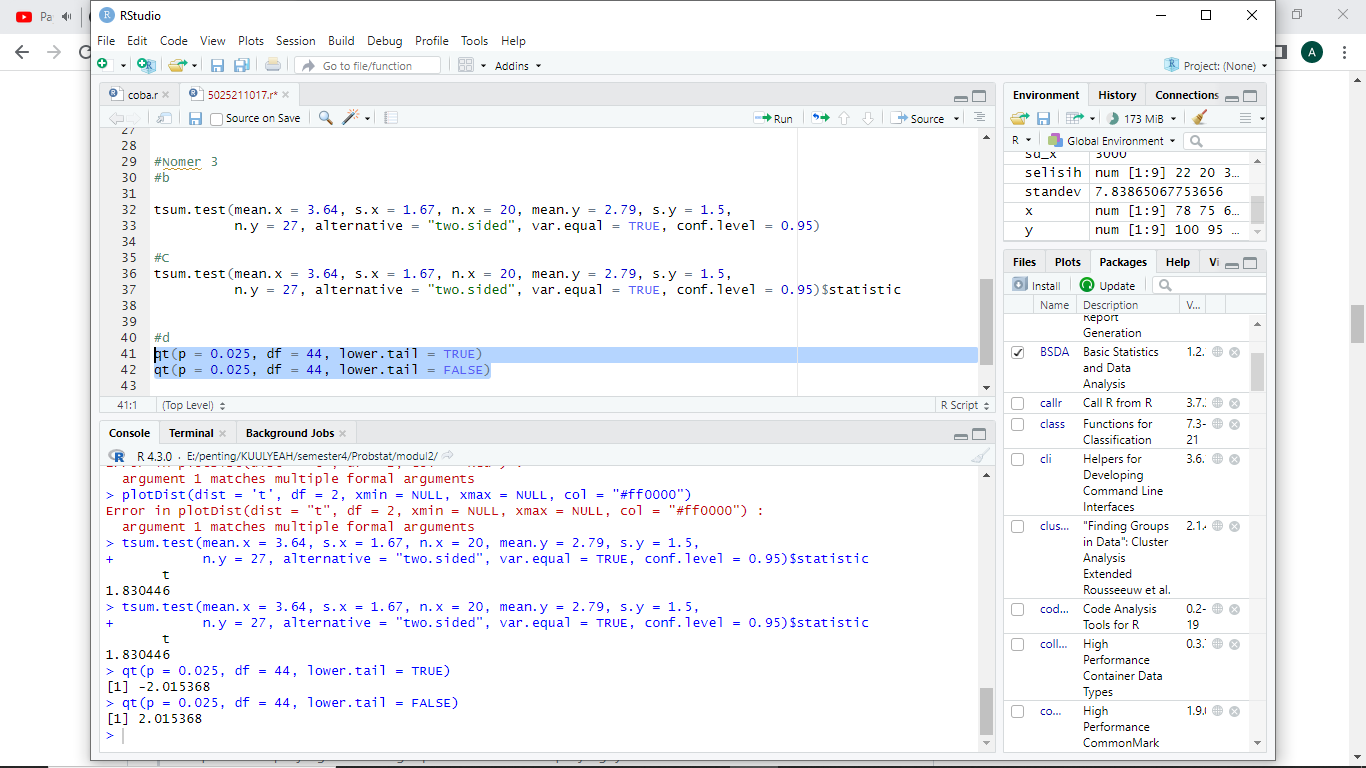 Pa
A
RStudio
File Edit Code View Plots Session Build Debug Profile Tools Help
Go to file/function
Addins
Project: (None)
coba.r
5025211017.r*
Source on Save
Run
Source
27
28
29 #Nomer 3
30 #b
31
32 tsum.test(mean.x = 3.64, s.x = 1.67, n.x = 20, mean.y = 2.79, s.y = 1.5,
33 n.y = 27, alternative = "two.sided", var.equal = TRUE, conf.level = 0.95)
34
35 #C
36 tsum.test(mean.x = 3.64, s.x = 1.67, n.x = 20, mean.y = 2.79, s.y = 1.5,
37 n.y = 27, alternative = "two.sided", var.equal = TRUE, conf.level = 0.95)$statistic
38
39
40 #d
41 qt(p = 0.025, df = 44, lower.tail = TRUE)
42 qt(p = 0.025, df = 44, lower.tail = FALSE)
43
41:1 (Top Level) R Script
Console Terminal Background Jobs
R 4.3.0 · E:/penting/KUULYEAH/semester4/Probstat/modul2/
argument 1 matches multiple formal arguments
> plotDist(dist = 't', df = 2, xmin = NULL, xmax = NULL, col = "#ff0000")
Error in plotDist(dist = "t", df = 2, xmin = NULL, xmax = NULL, col = "#ff0000") :
argument 1 matches multiple formal arguments
> tsum.test(mean.x = 3.64, s.x = 1.67, n.x = 20, mean.y = 2.79, s.y = 1.5,
+ n.y = 27, alternative = "two.sided", var.equal = TRUE, conf.level = 0.95)$statistic
t
1.830446
> tsum.test(mean.x = 3.64, s.x = 1.67, n.x = 20, mean.y = 2.79, s.y = 1.5,
+ n.y = 27, alternative = "two.sided", var.equal = TRUE, conf.level = 0.95)$statistic
t
1.830446
> qt(p = 0.025, df = 44, lower.tail = TRUE)
[1] -2.015368
> qt(p = 0.025, df = 44, lower.tail = FALSE)
[1] 2.015368
>
Environment History Connections
173 MiB
R Global Environment
sd_x 3000
selisih num [1:9] 22 20 3...
standev 7.83865067753656
x num [1:9] 78 75 6...
y num [1:9] 100 95 ...
Files Plots Packages Help Vi
Install Update
Name Description V...
Report
Generation
BSDA Basic Statistics 1.2.
and Data
Analysis
callr Call R from R 3.7.
class Functions for 7.3-
Classification 21
cli Helpers for 3.6.
Developing
Command Line
Interfaces
clus... "Finding Groups 2.1.
in Data": Cluster
Analysis
Extended
Rousseeuw et al.
cod... Code Analysis 0.2-
Tools for R 19
coll... High 0.3.
Performance
Container Data
Types
co... High 1.9.
Performance
CommonMark